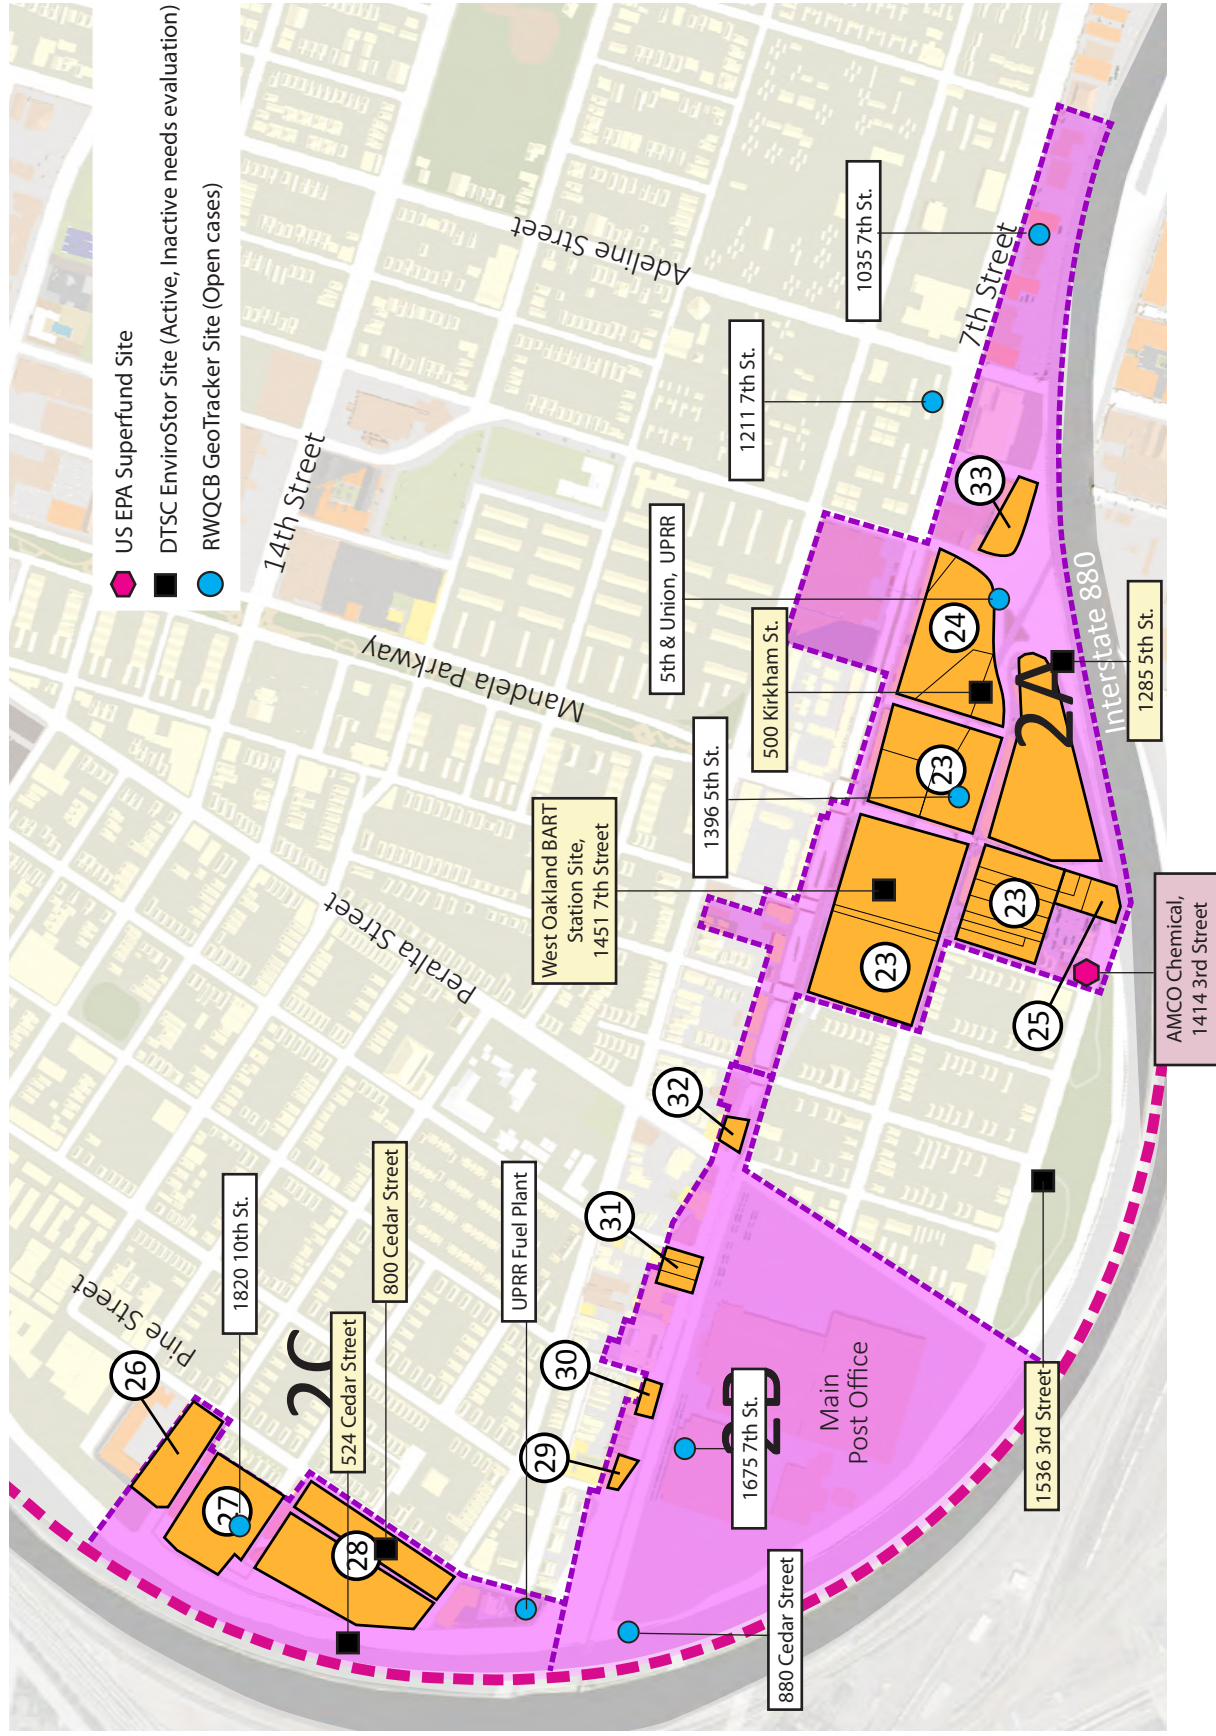 US EPA Superfund Site
DTSC EnviroStor Site (Active, Inactive needs evaluation)
RWQCB GeoTracker Site (Open cases)
14th Street
Adeline Street
Mandela Parkway
Peralta Street
Pine Street
7th Street
Interstate 880
1035 7th St.
1211 7th St.
5th & Union, UPRR
500 Kirkham St.
1396 5th St.
West Oakland BART
Station Site,
1451 7th Street
1285 5th St.
AMCO Chemical,
1414 3rd Street
1820 10th St.
800 Cedar Street
524 Cedar Street
UPRR Fuel Plant
1675 7th St.
Main
Post Office
1536 3rd Street
880 Cedar Street
2A
2B
2C
23
23
23
24
25
26
27
28
29
30
31
32
33